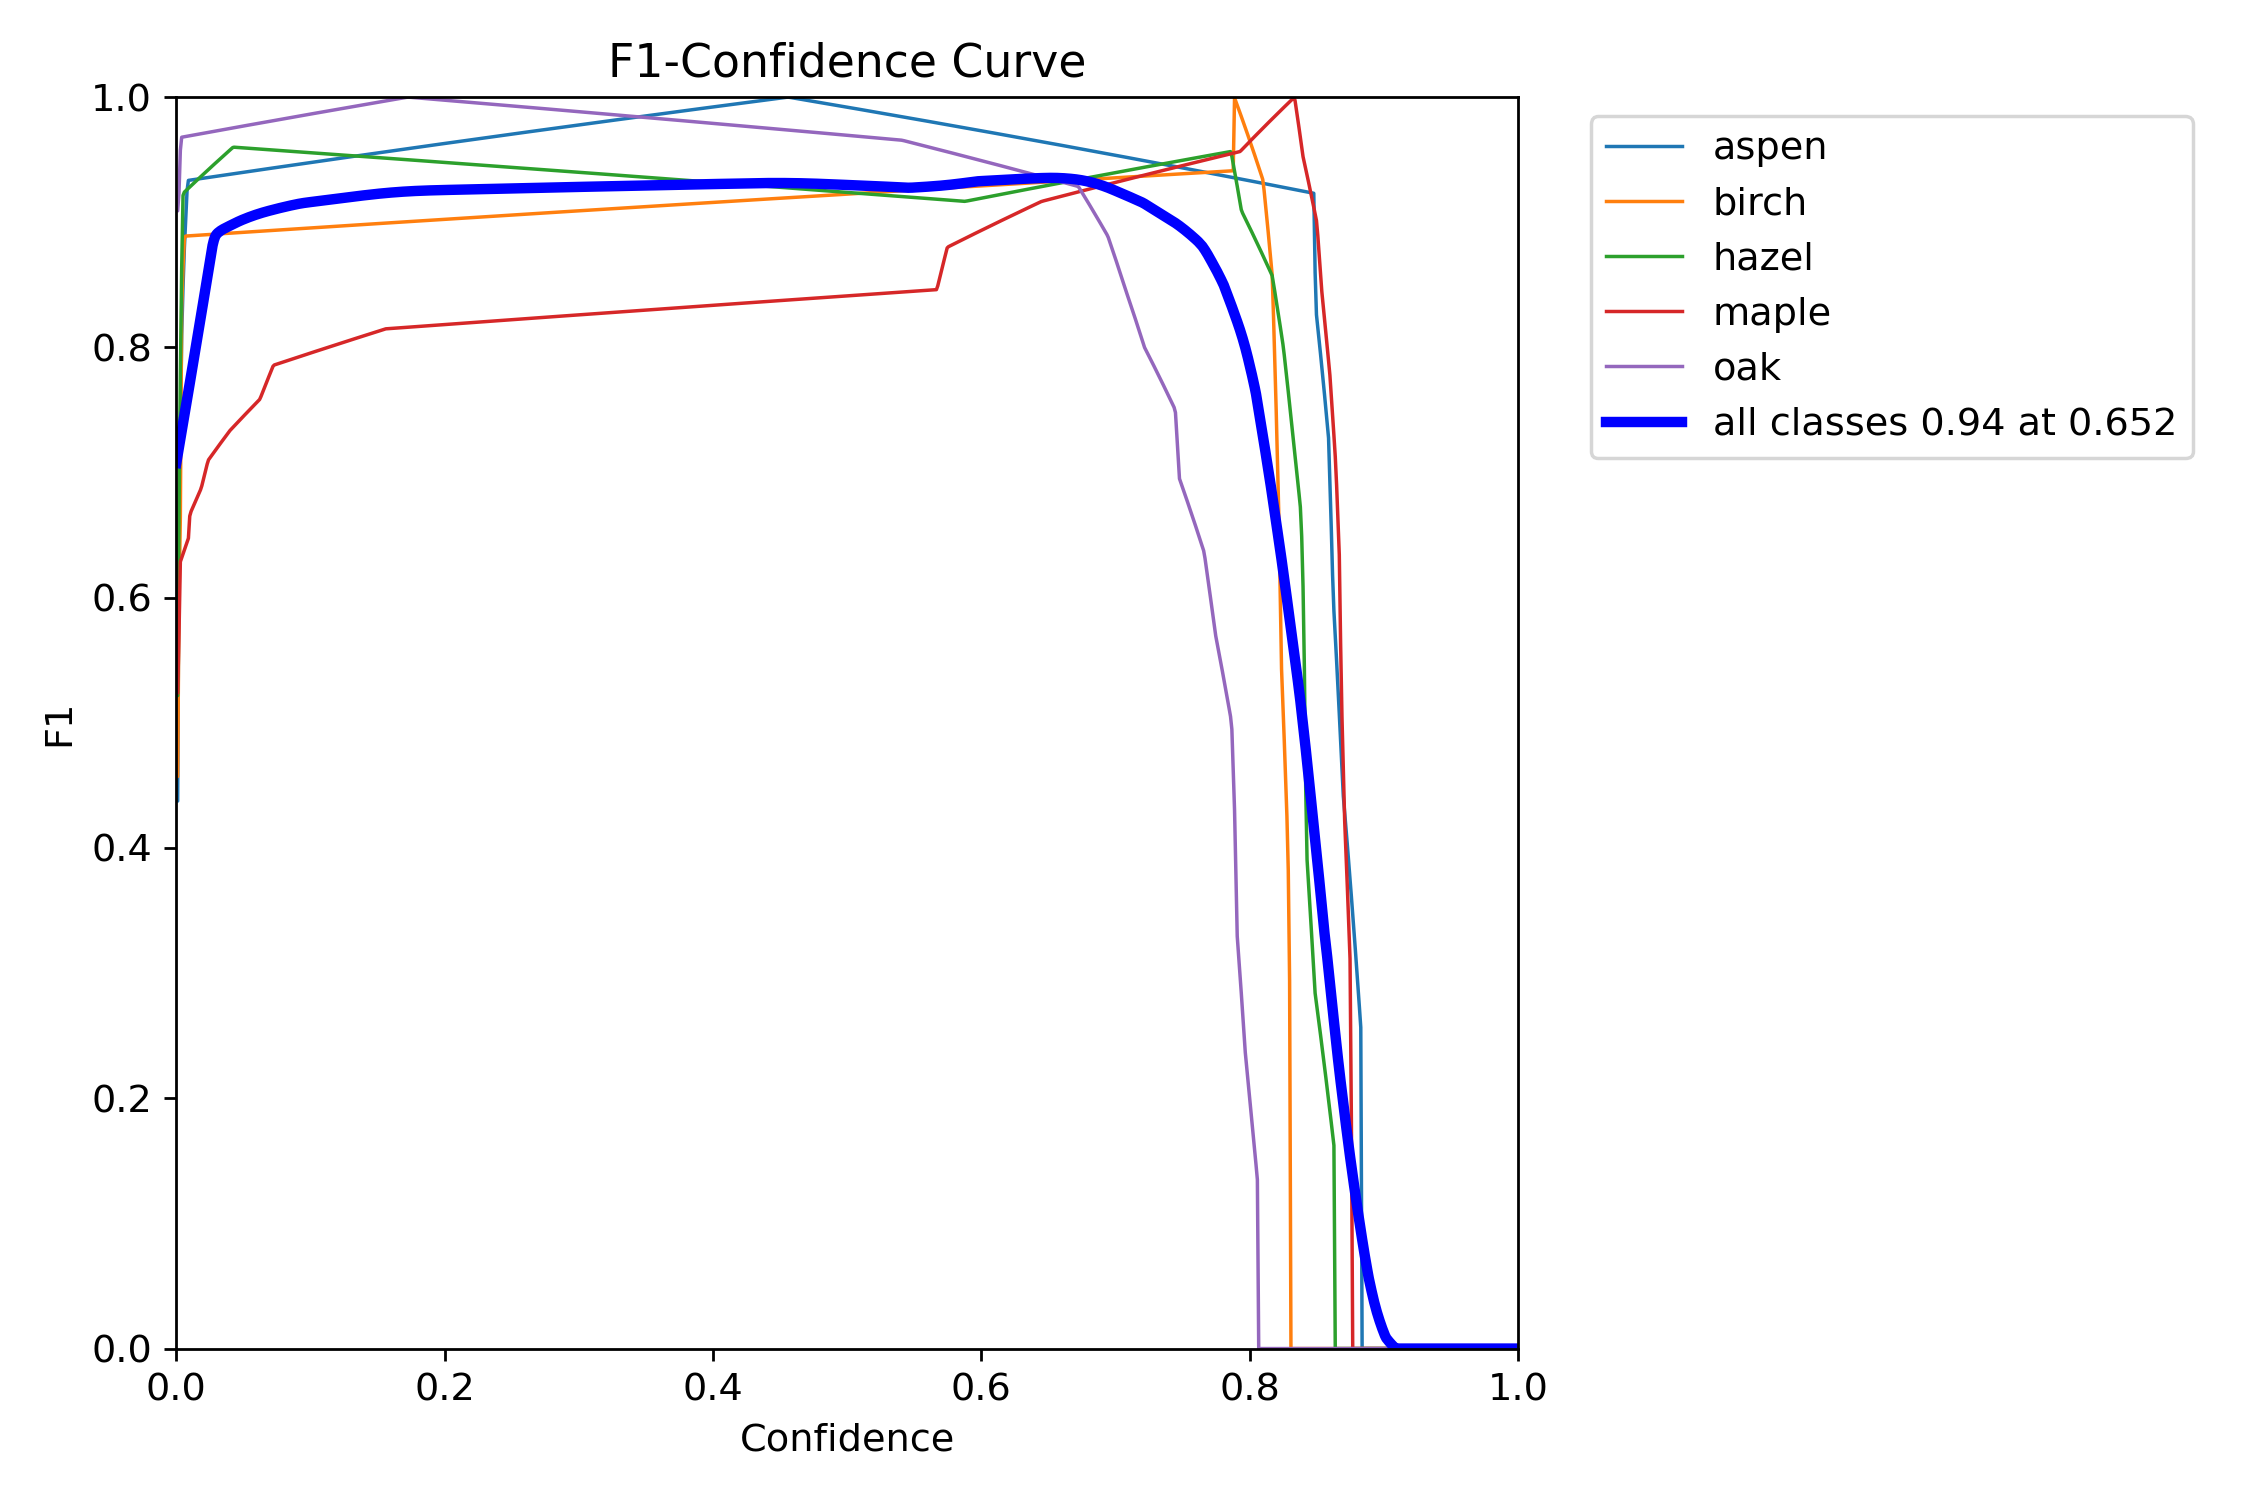 F1-Confidence Curve
1.0
0.8
0.6
0.4
0.2
0.0
F1
0.0 0.2 0.4 0.6 0.8 1.0
Confidence
aspen
birch
hazel
maple
oak
all classes 0.94 at 0.652